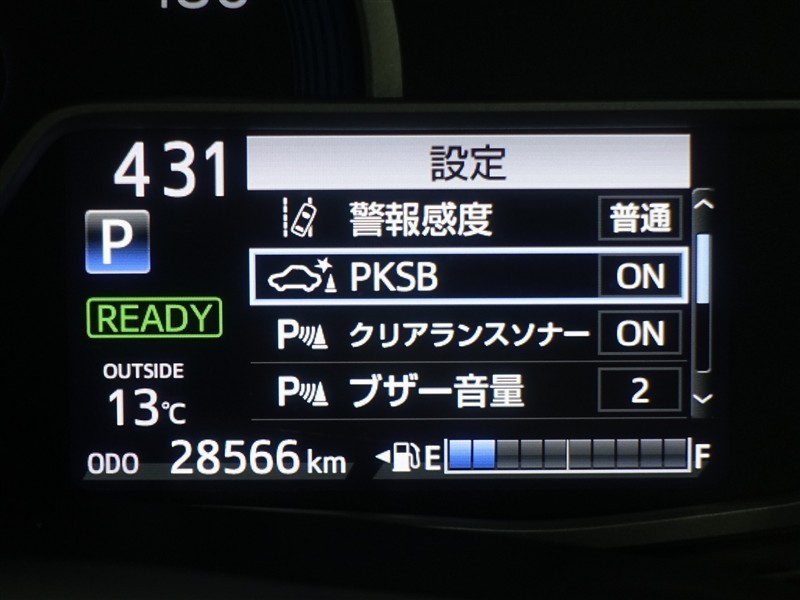 431
設定
警報感度 普通
P
PKSB ON
READY
P クリアランスソナー ON
OUTSIDE
13℃
P ブザー音量 2
ODO 28566 km E F